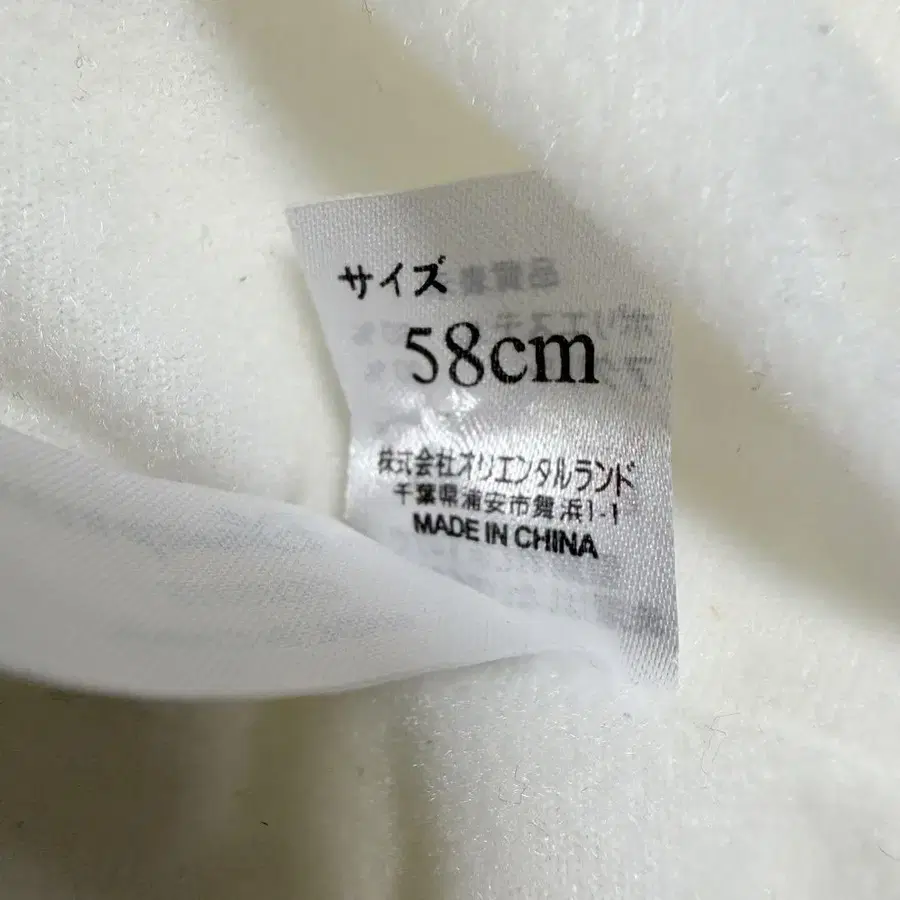 サイズ
58cm
株式会社オリエンタルランド
千葉県浦安市舞浜1-1
MADE IN CHINA